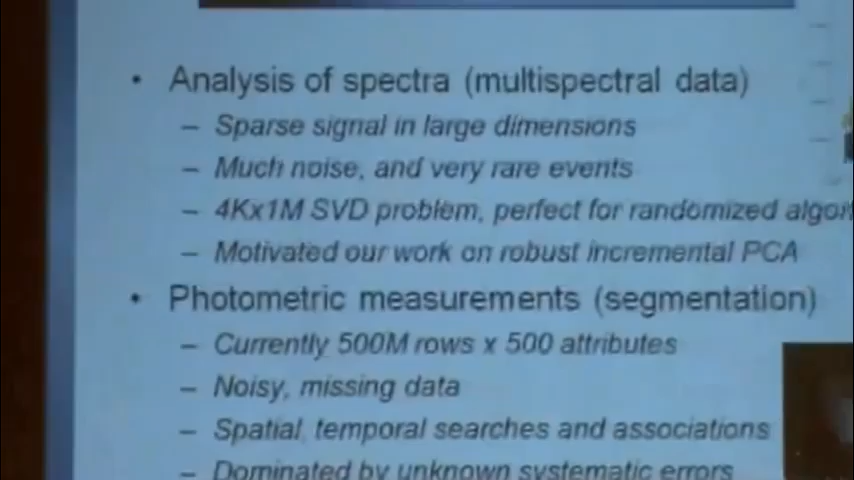 • Analysis of spectra (multispectral data)
– Sparse signal in large dimensions
– Much noise, and very rare events
– 4Kx1M SVD problem, perfect for randomized algori
– Motivated our work on robust incremental PCA
• Photometric measurements (segmentation)
– Currently 500M rows x 500 attributes
– Noisy, missing data
– Spatial, temporal searches and associations
– Dominated by unknown systematic errors